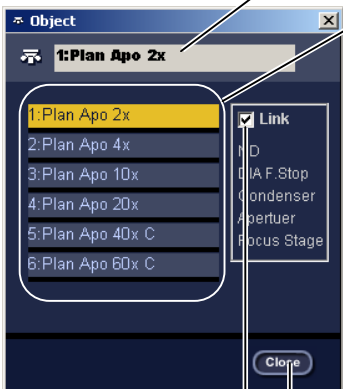 Object
1:Plan Apo 2x
1:Plan Apo 2x
2:Plan Apo 4x
3:Plan Apo 10x
4:Plan Apo 20x
5:Plan Apo 40x C
6:Plan Apo 60x C
Link
ND
DIA F.Stop
Condenser
Apertuer
Focus Stage
Close